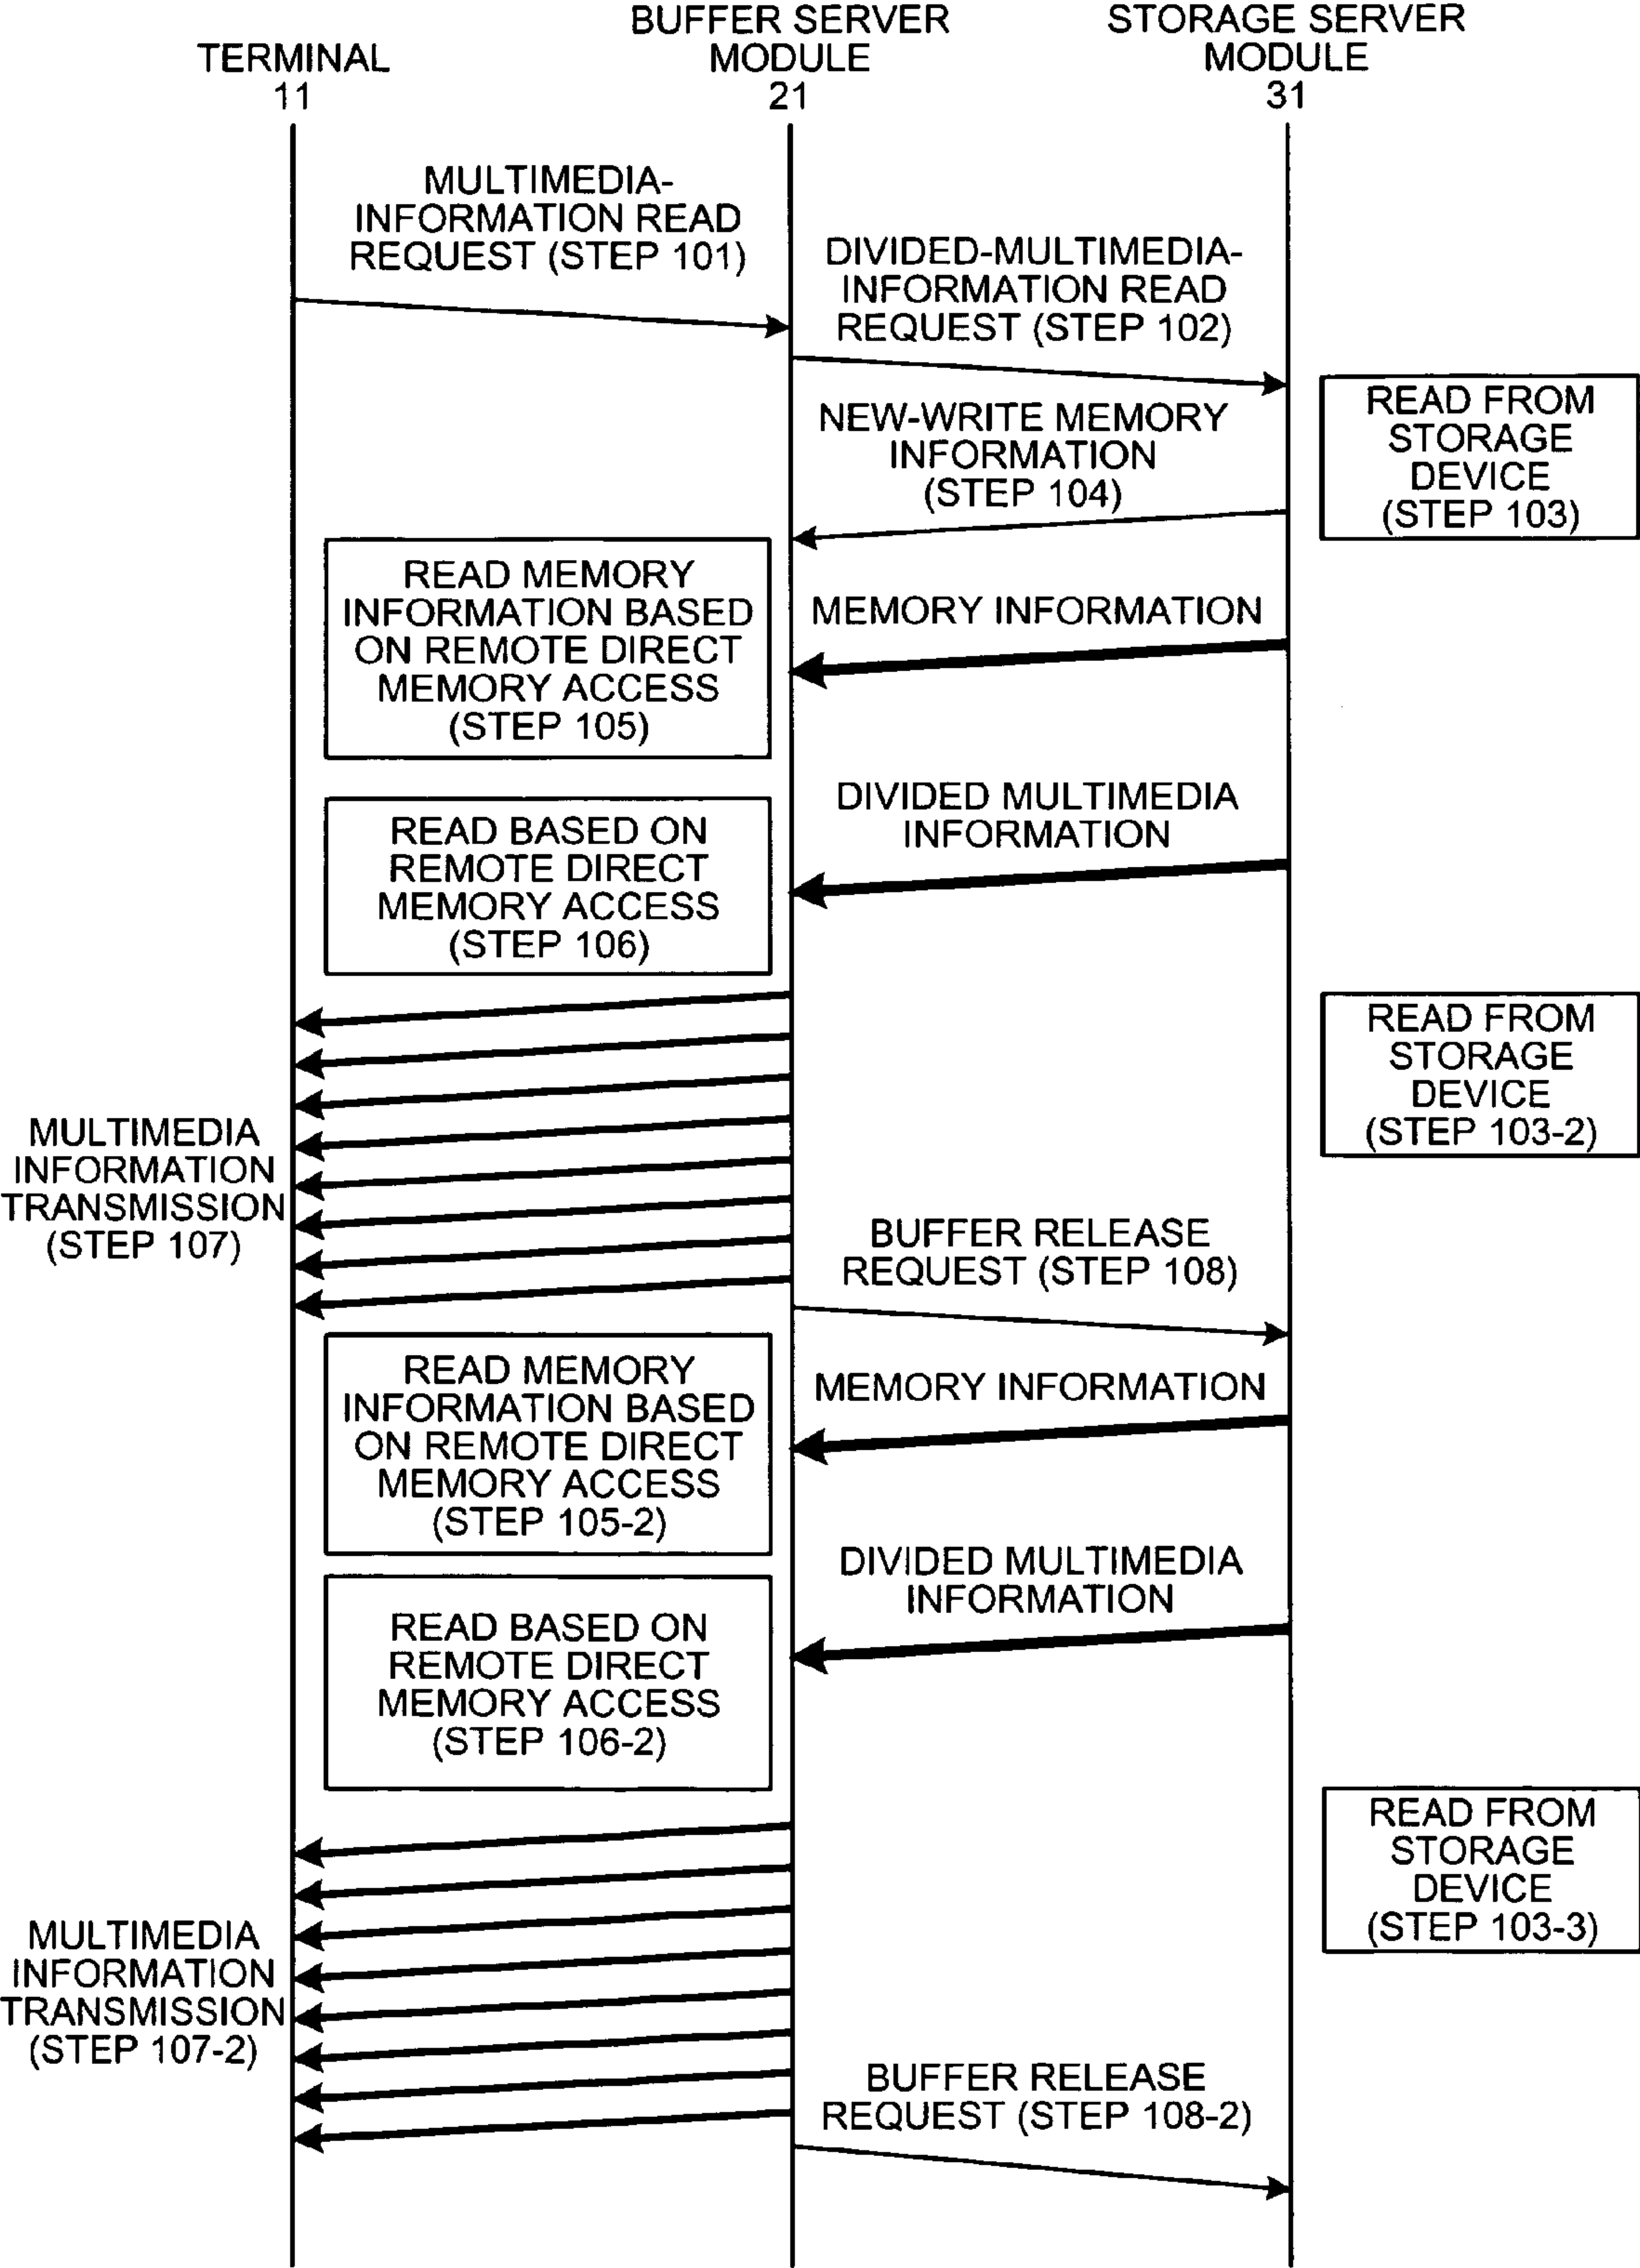 TERMINAL
11
BUFFER SERVER
MODULE
21
STORAGE SERVER
MODULE
31
MULTIMEDIA-
INFORMATION READ
REQUEST (STEP 101)
DIVIDED-MULTIMEDIA-
INFORMATION READ
REQUEST (STEP 102)
READ FROM
STORAGE
DEVICE
(STEP 103)
NEW-WRITE MEMORY
INFORMATION
(STEP 104)
READ MEMORY
INFORMATION BASED
ON REMOTE DIRECT
MEMORY ACCESS
(STEP 105)
MEMORY INFORMATION
READ BASED ON
REMOTE DIRECT
MEMORY ACCESS
(STEP 106)
DIVIDED MULTIMEDIA
INFORMATION
READ FROM
STORAGE
DEVICE
(STEP 103-2)
MULTIMEDIA
INFORMATION
TRANSMISSION
(STEP 107)
BUFFER RELEASE
REQUEST (STEP 108)
READ MEMORY
INFORMATION BASED
ON REMOTE DIRECT
MEMORY ACCESS
(STEP 105-2)
MEMORY INFORMATION
READ BASED ON
REMOTE DIRECT
MEMORY ACCESS
(STEP 106-2)
DIVIDED MULTIMEDIA
INFORMATION
READ FROM
STORAGE
DEVICE
(STEP 103-3)
MULTIMEDIA
INFORMATION
TRANSMISSION
(STEP 107-2)
BUFFER RELEASE
REQUEST (STEP 108-2)